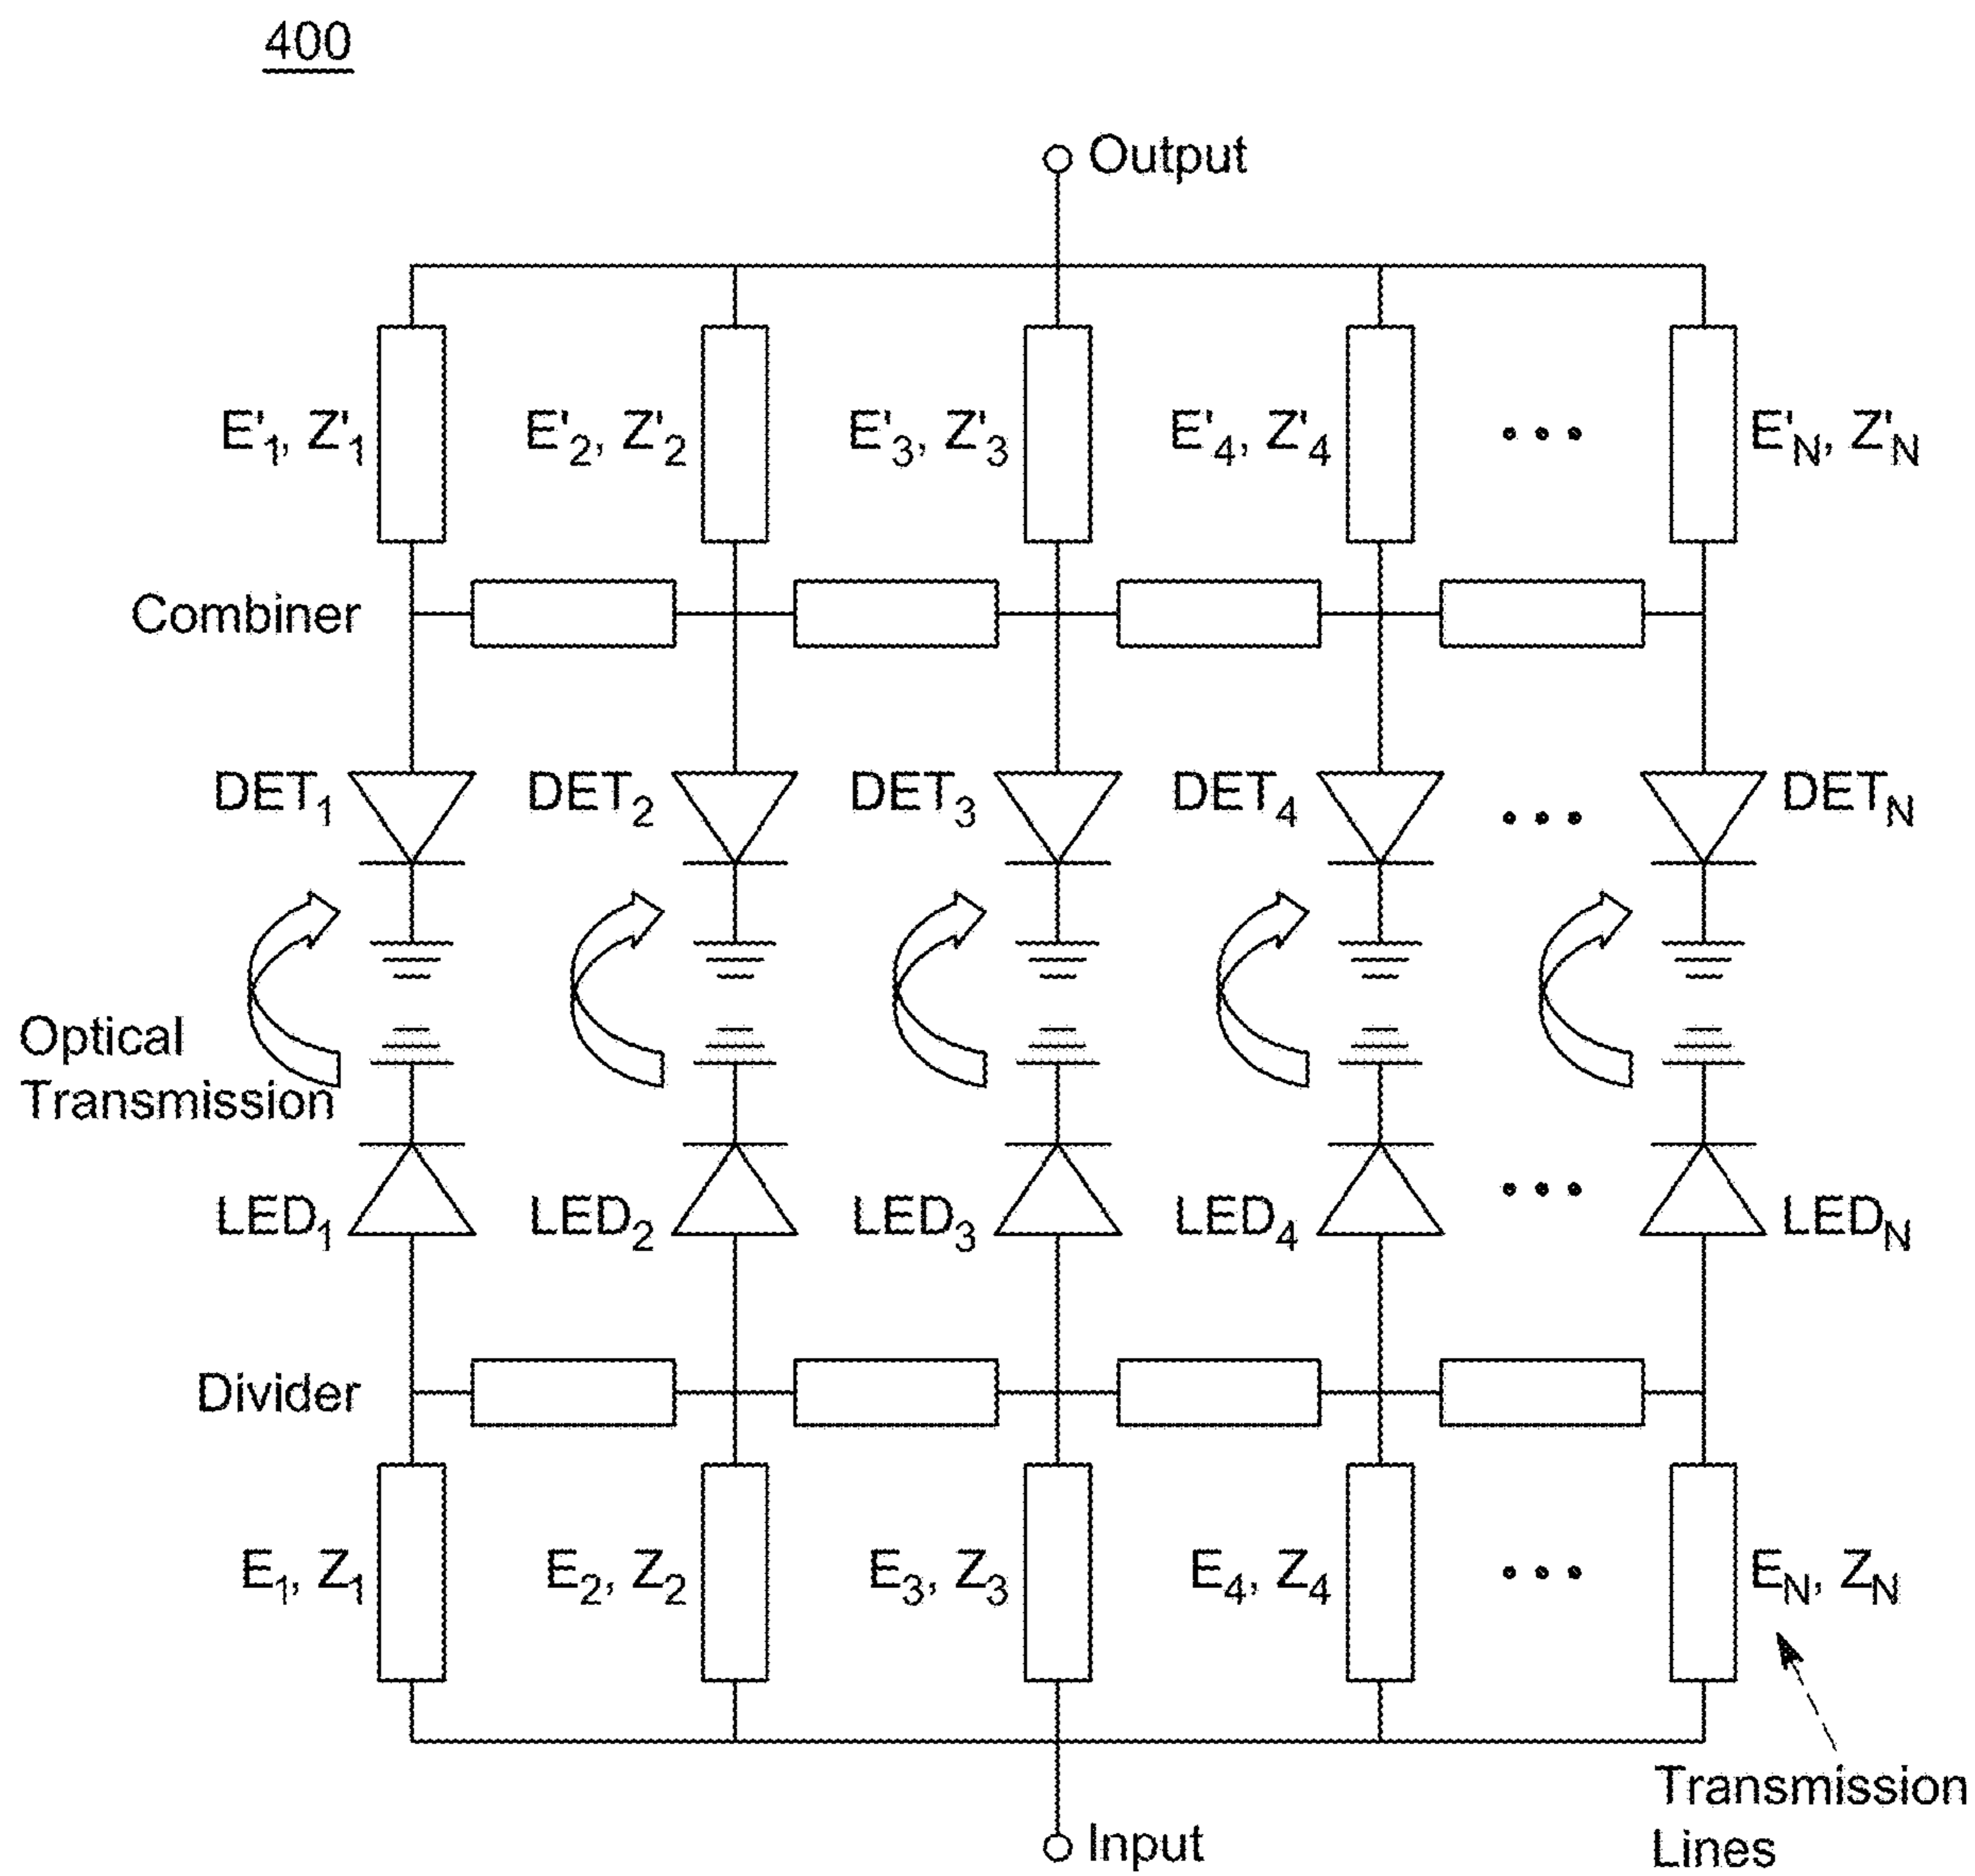 400
Output
E'1, Z'1 E'2, Z'2 E'3, Z'3 E'4, Z'4 ••• E'N, Z'N
Combiner
DET1 DET2 DET3 DET4 ••• DETN
Optical
Transmission
LED1 LED2 LED3 LED4 ••• LEDN
Divider
E1, Z1 E2, Z2 E3, Z3 E4, Z4 ••• EN, ZN
Transmission
Lines
Input